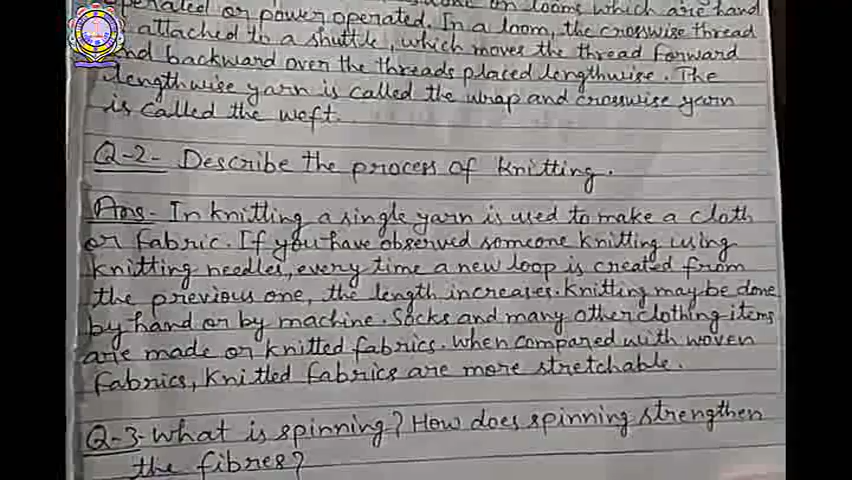 operated or power operated. In a loom, the crosswise thread
attached to a shuttle, which moves the thread forward
and backward over the threads placed lengthwise. The
lengthwise yarn is called the wrap and crosswise yarn
is called the weft.
Q-2- Describe the process of knitting.
Ans- In knitting a single yarn is used to make a cloth
or fabric. If you have observed someone knitting using
knitting needles, every time a new loop is created from
the previous one, the length increases. Knitting may be done
by hand or by machine. Socks and many other clothing items
are made or knitted fabrics. When compared with woven
fabrics, knitted fabrics are more stretchable.
Q-3- What is spinning? How does spinning strengthen
the fibres?